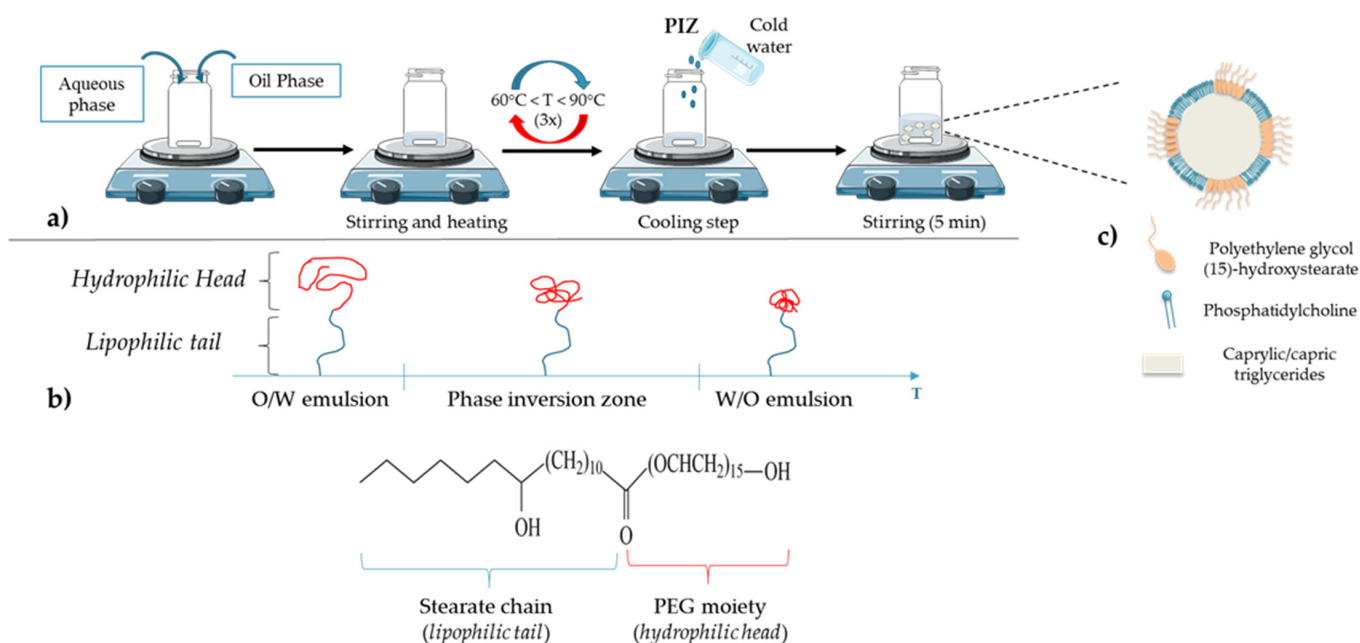 Aqueous
phase
Oil Phase
60°C < T < 90°C
(3x)
PIZ
Cold
water
Stirring and heating
Cooling step
Stirring (5 min)
a)
c)
Polyethylene glycol
(15)-hydroxystearate
Phosphatidylcholine
Caprylic/capric
triglycerides
Hydrophilic Head
Lipophilic tail
b)
O/W emulsion
Phase inversion zone
W/O emulsion
T
(CH2)10
(OCHCH2)15—OH
OH
O
Stearate chain
(lipophilic tail)
PEG moiety
(hydrophilic head)